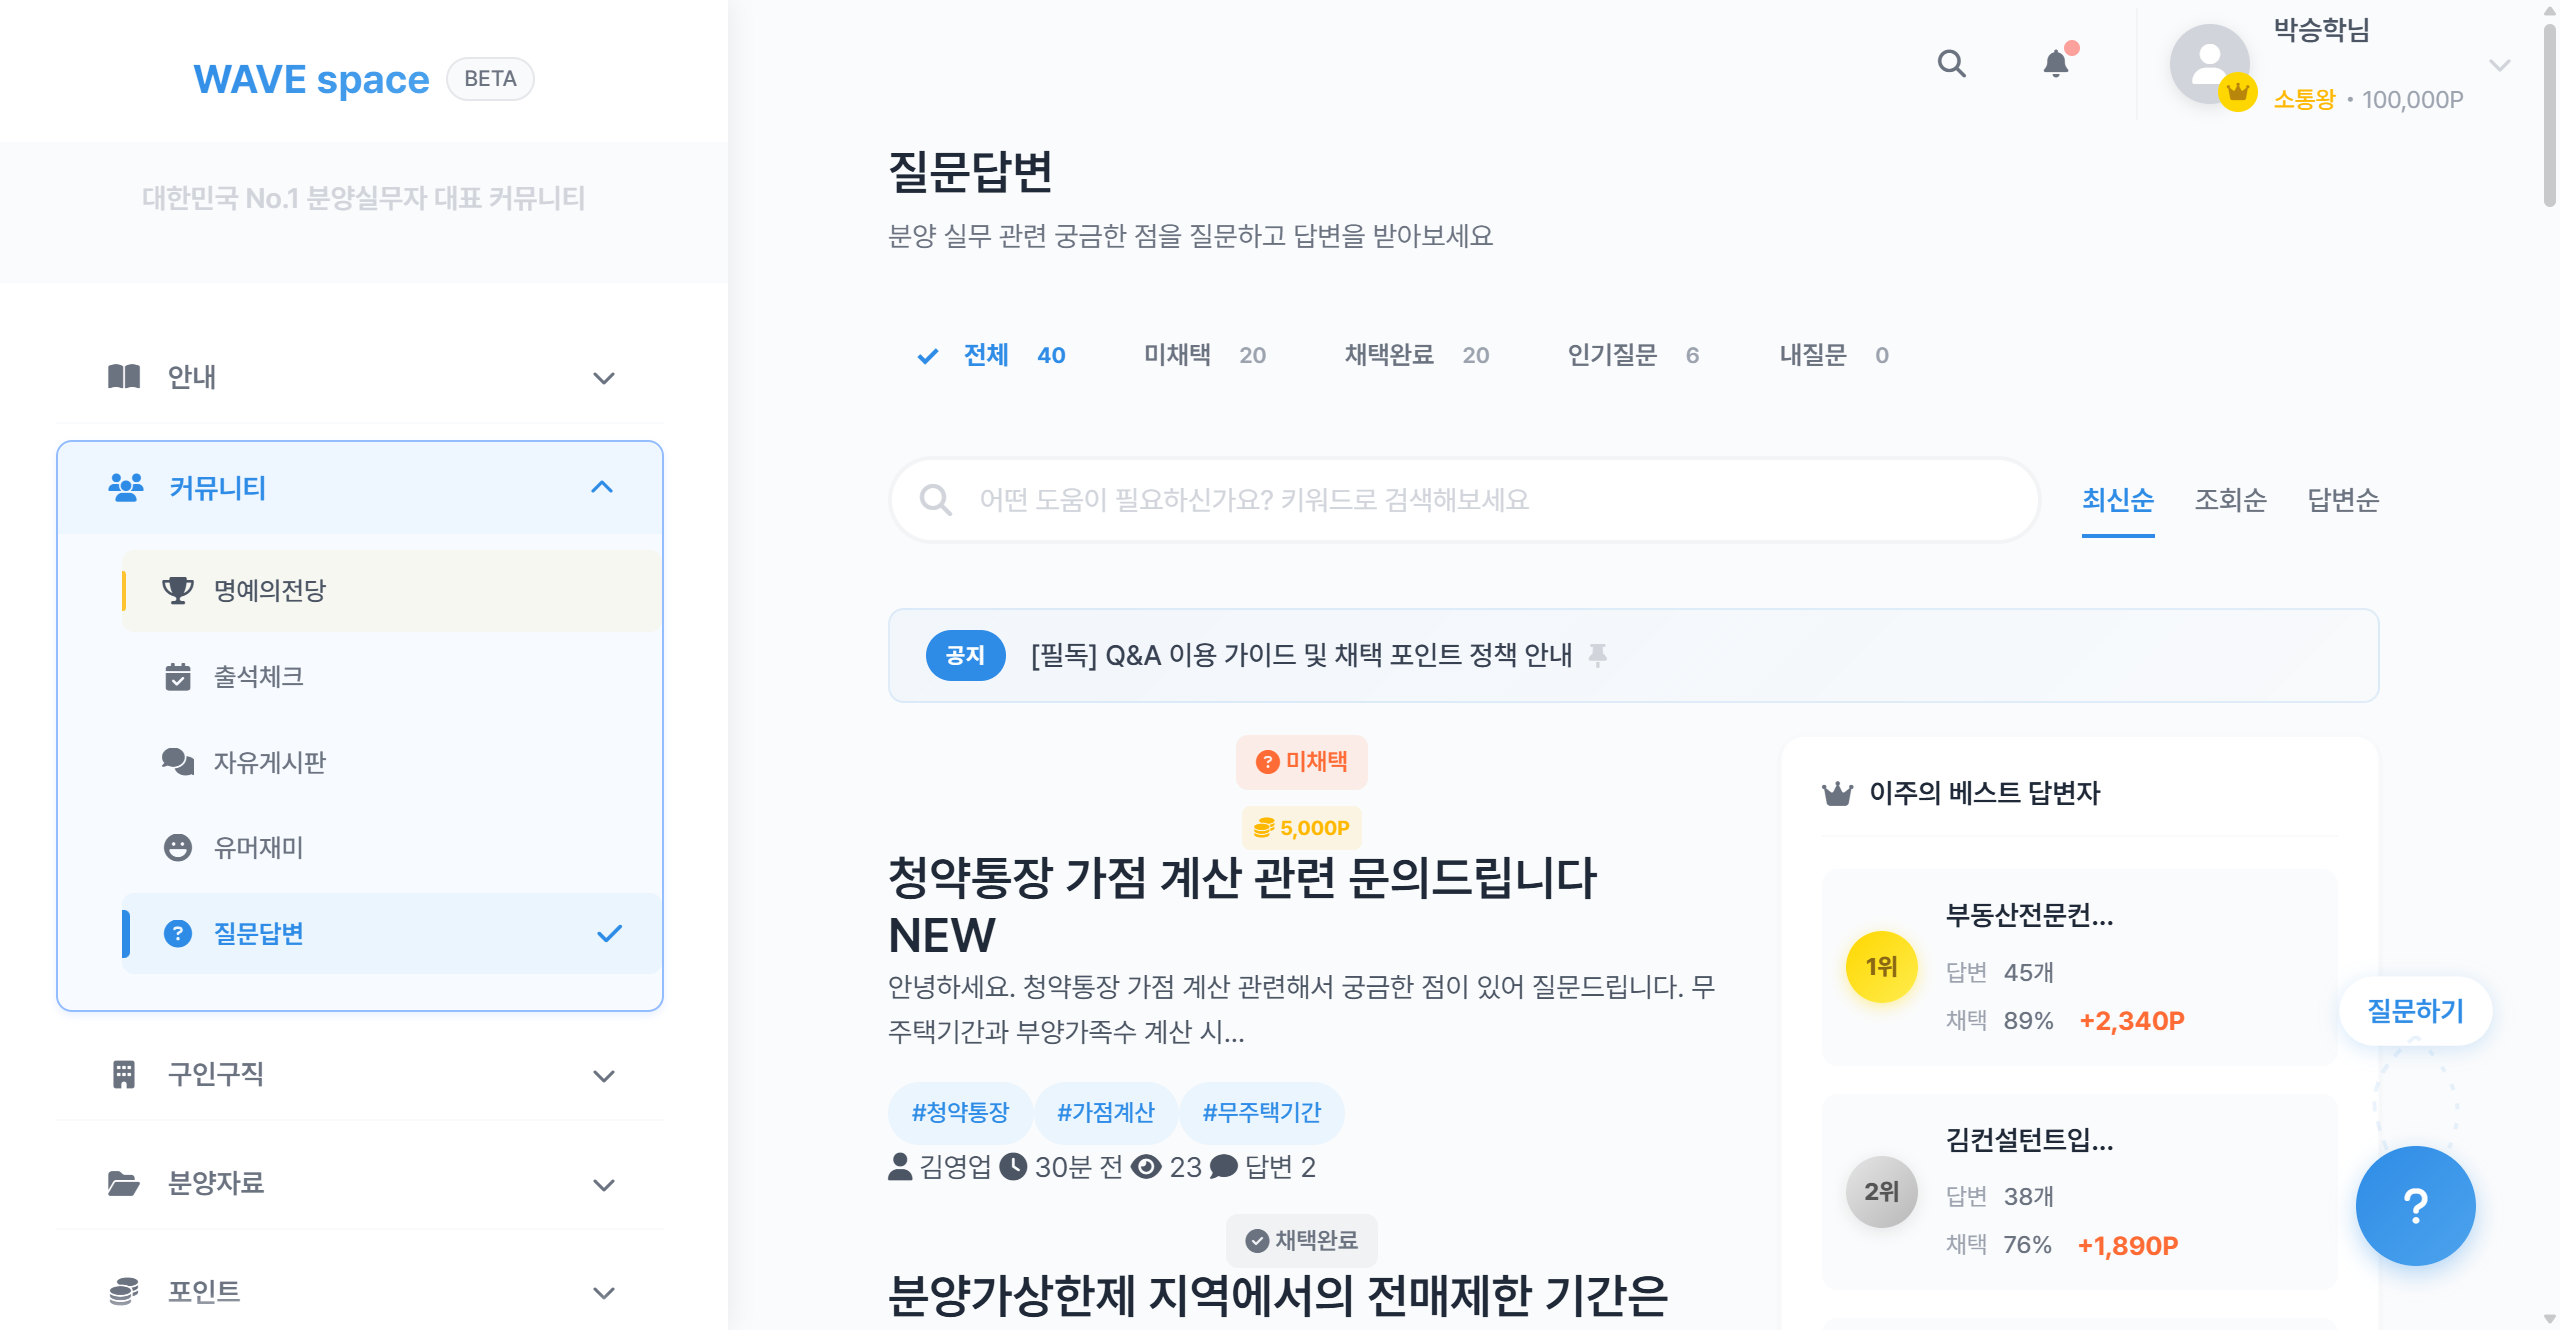 WAVE space BETA
대한민국 No.1 분양실무자 대표 커뮤니티
안내
커뮤니티
명예의전당
출석체크
자유게시판
유머재미
질문답변
구인구직
분양자료
포인트
박승학님
소통왕 • 100,000P
질문답변
분양 실무 관련 궁금한 점을 질문하고 답변을 받아보세요
전체 40 미채택 20 채택완료 20 인기질문 6 내질문 0
어떤 도움이 필요하신가요? 키워드로 검색해보세요
최신순 조회순 답변순
공지 [필독] Q&A 이용 가이드 및 채택 포인트 정책 안내
미채택
5,000P
청약통장 가점 계산 관련 문의드립니다
NEW
안녕하세요. 청약통장 가점 계산 관련해서 궁금한 점이 있어 질문드립니다. 무
주택기간과 부양가족수 계산 시...
#청약통장 #가점계산 #무주택기간
김영업 30분 전 23 답변 2
채택완료
분양가상한제 지역에서의 전매제한 기간은
이주의 베스트 답변자
1위
부동산전문컨...
답변 45개
채택 89% +2,340P
2위
김컨설턴트입...
답변 38개
채택 76% +1,890P
질문하기
?